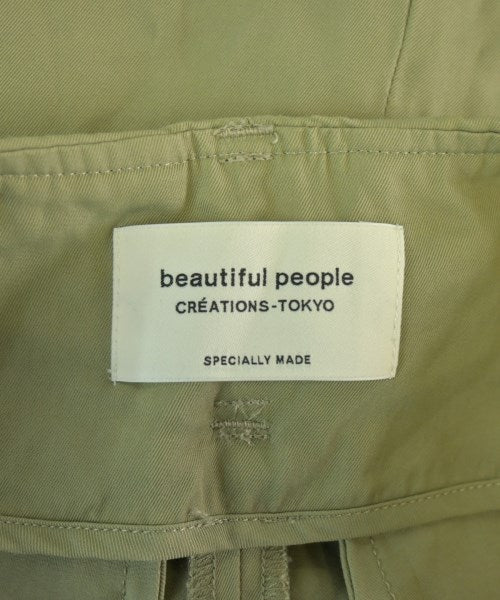 beautiful people
CRÉATIONS-TOKYO
SPECIALLY MADE